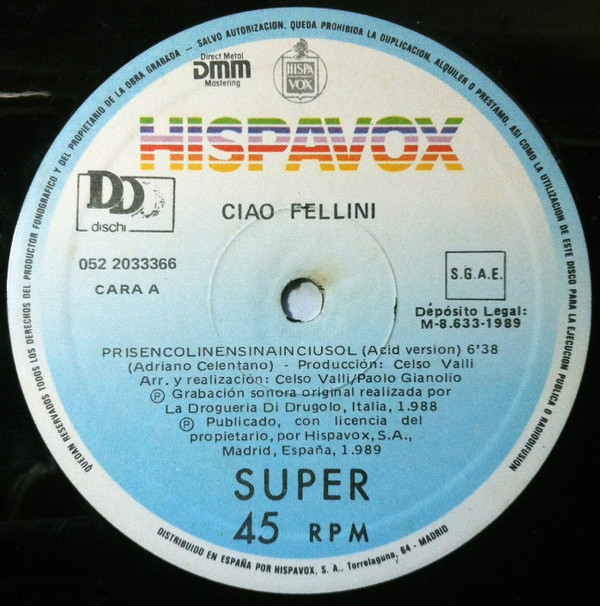 QUEDAN RESERVADOS TODOS LOS DERECHOS DEL PRODUCTOR FONOGRAFICO Y DEL PROPIETARIO DE LA OBRA GRABADA — SALVO AUTORIZACION, QUEDA PROHIBIDA LA DUPLICACION, ALQUILER O PRESTAMO, ASI COMO LA UTILIZACION DE ESTE DISCO PARA LA EJECUCION PUBLICA O RADIODIFUSION
Direct Metal
DMM
Mastering
HISPA
VOX
HISPAVOX
DD
dischi
CIAO FELLINI
052 2033366
CARA A
S.G.A.E.
Depósito Legal:
M-8.633-1989
PRISENCOLINENSINAINCIUSOL (Acid version) 6'38
(Adriano Celentano) - Producción: Celso Valli
Arr. y realización: Celso Valli/Paolo Gianolio
Ⓟ Grabación sonora original realizada por
La Drogueria Di Drugolo, Italia, 1.988
Ⓟ Publicado, con licencia del
propietario, por Hispavox, S.A.,
Madrid, España, 1.989
SUPER
45 RPM
DISTRIBUIDO EN ESPAÑA POR HISPAVOX, S. A., Torrelaguna, 64 - MADRID